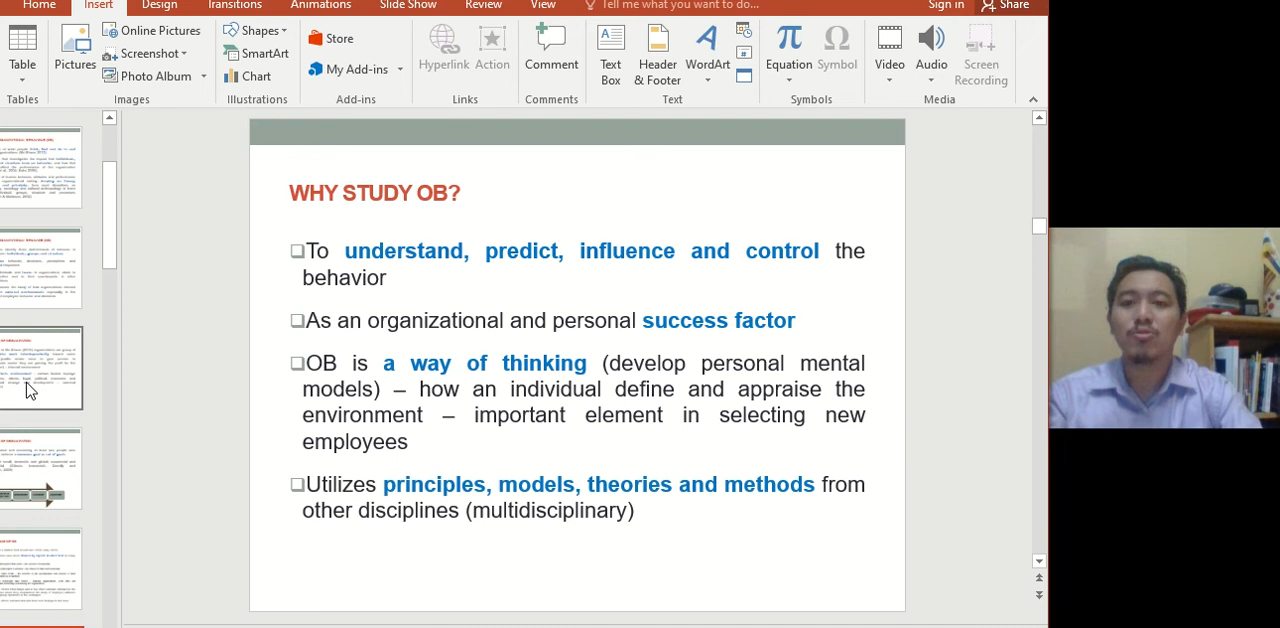 Home Insert Design Transitions Animations Slide Show Review View Tell me what you want to do... Sign in Share
Table
Pictures
Online Pictures
Screenshot
Photo Album
Shapes
SmartArt
Chart
Store
My Add-ins
Hyperlink Action
Comment
Text Box
Header & Footer
WordArt
Equation Symbol
Video Audio
Screen Recording
Tables Images Illustrations Add-ins Links Comments Text Symbols Media
WHY STUDY OB?
❑To understand, predict, influence and control the
behavior
❑As an organizational and personal success factor
❑OB is a way of thinking (develop personal mental
models) – how an individual define and appraise the
environment – important element in selecting new
employees
❑Utilizes principles, models, theories and methods from
other disciplines (multidisciplinary)